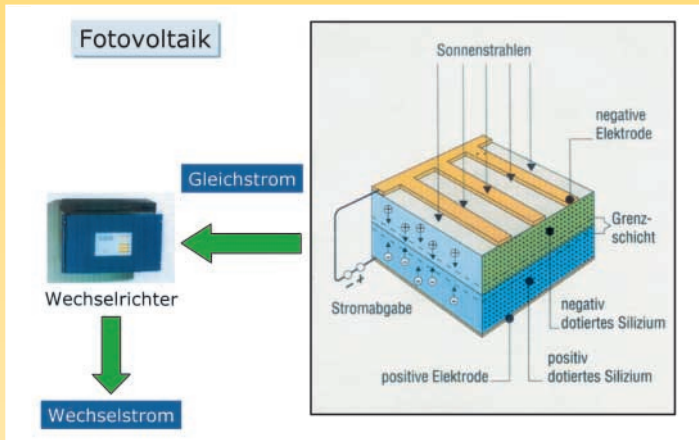 Fotovoltaik
Sonnenstrahlen
negative
Elektrode
Gleichstrom
Grenz-
schicht
Wechselrichter
Stromabgabe
negativ
dotiertes Silizium
positiv
dotiertes Silizium
positive Elektrode
Wechselstrom